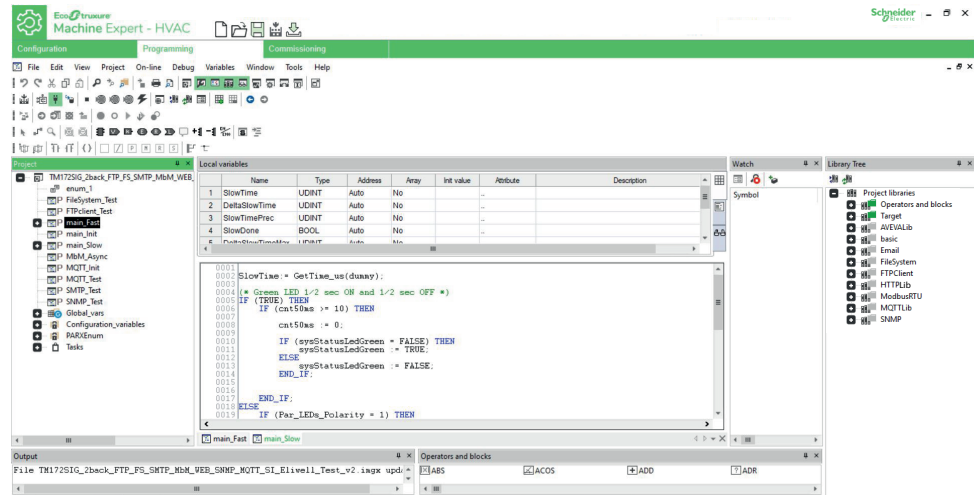 EcoStruxure
Machine Expert - HVAC
Schneider
Electric
Configuration Programming Commissioning
File Edit View Project On-line Debug Variables Window Tools Help
Project
Local variables
Watch
Library Tree
TM172SIG_2back_FTP_FS_SMTP_MbM_WEB_
enum_1
FileSystem_Test
FTPclient_Test
main_Fast
main_Init
main_Slow
MbM_Async
MQTT_Init
MQTT_Test
SMTP_Test
SNMP_Test
Global_vars
Configuration_variables
PARXEnum
Tasks
Name Type Address Array Init value Attribute Description
1 SlowTime UDINT Auto No ..
2 DeltaSlowTime UDINT Auto No ..
3 SlowTimePrec UDINT Auto No ..
4 SlowDone BOOL Auto No ..
5 DeltaSlowTimeMax UDINT Auto No
0001
0002 SlowTime:= GetTime_us(dummy);
0003
0004 (* Green LED 1/2 sec ON and 1/2 sec OFF *)
0005 IF (TRUE) THEN
0006 IF (cnt50ms >= 10) THEN
0007
0008 cnt50ms := 0;
0009
0010 IF (sysStatusLedGreen = FALSE) THEN
0011 sysStatusLedGreen := TRUE;
0012 ELSE
0013 sysStatusLedGreen := FALSE;
0014 END_IF;
0015
0016
0017 END_IF;
0018 ELSE
0019 IF (Par_LEDs_Polarity = 1) THEN
main_Fast main_Slow
Symbol
Project libraries
Operators and blocks
Target
AVEVALib
basic
Email
FileSystem
FTPClient
HTTPLib
ModbusRTU
MQTTLib
SNMP
Output
File TM172SIG_2back_FTP_FS_SMTP_MbM_WEB_SNMP_MQTT_SI_Eliwell_Test_v2.imgx upd
Operators and blocks
ABS ACOS ADD ADR